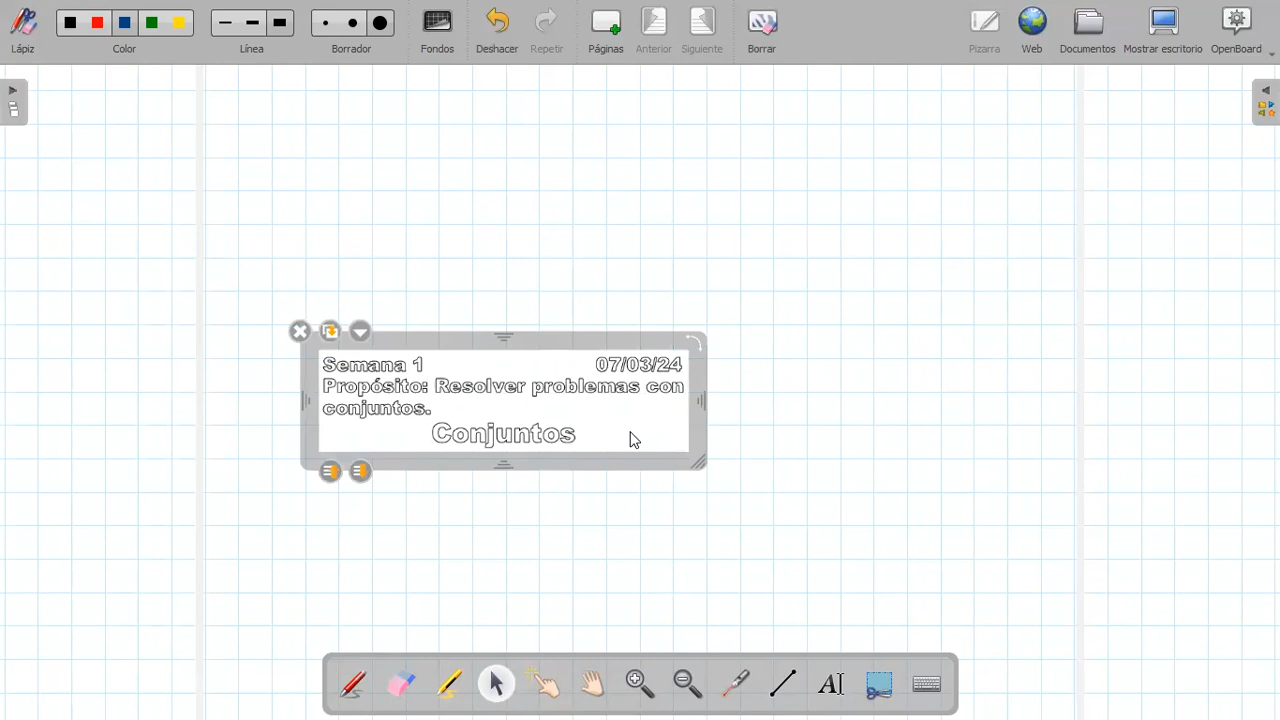 Lápiz Color Línea Borrador Fondos Deshacer Repetir Páginas Anterior Siguiente Borrar Pizarra Web Documentos Mostrar escritorio OpenBoard
Semana 1 07/03/24
Propósito: Resolver problemas con
conjuntos.
Conjuntos
AI